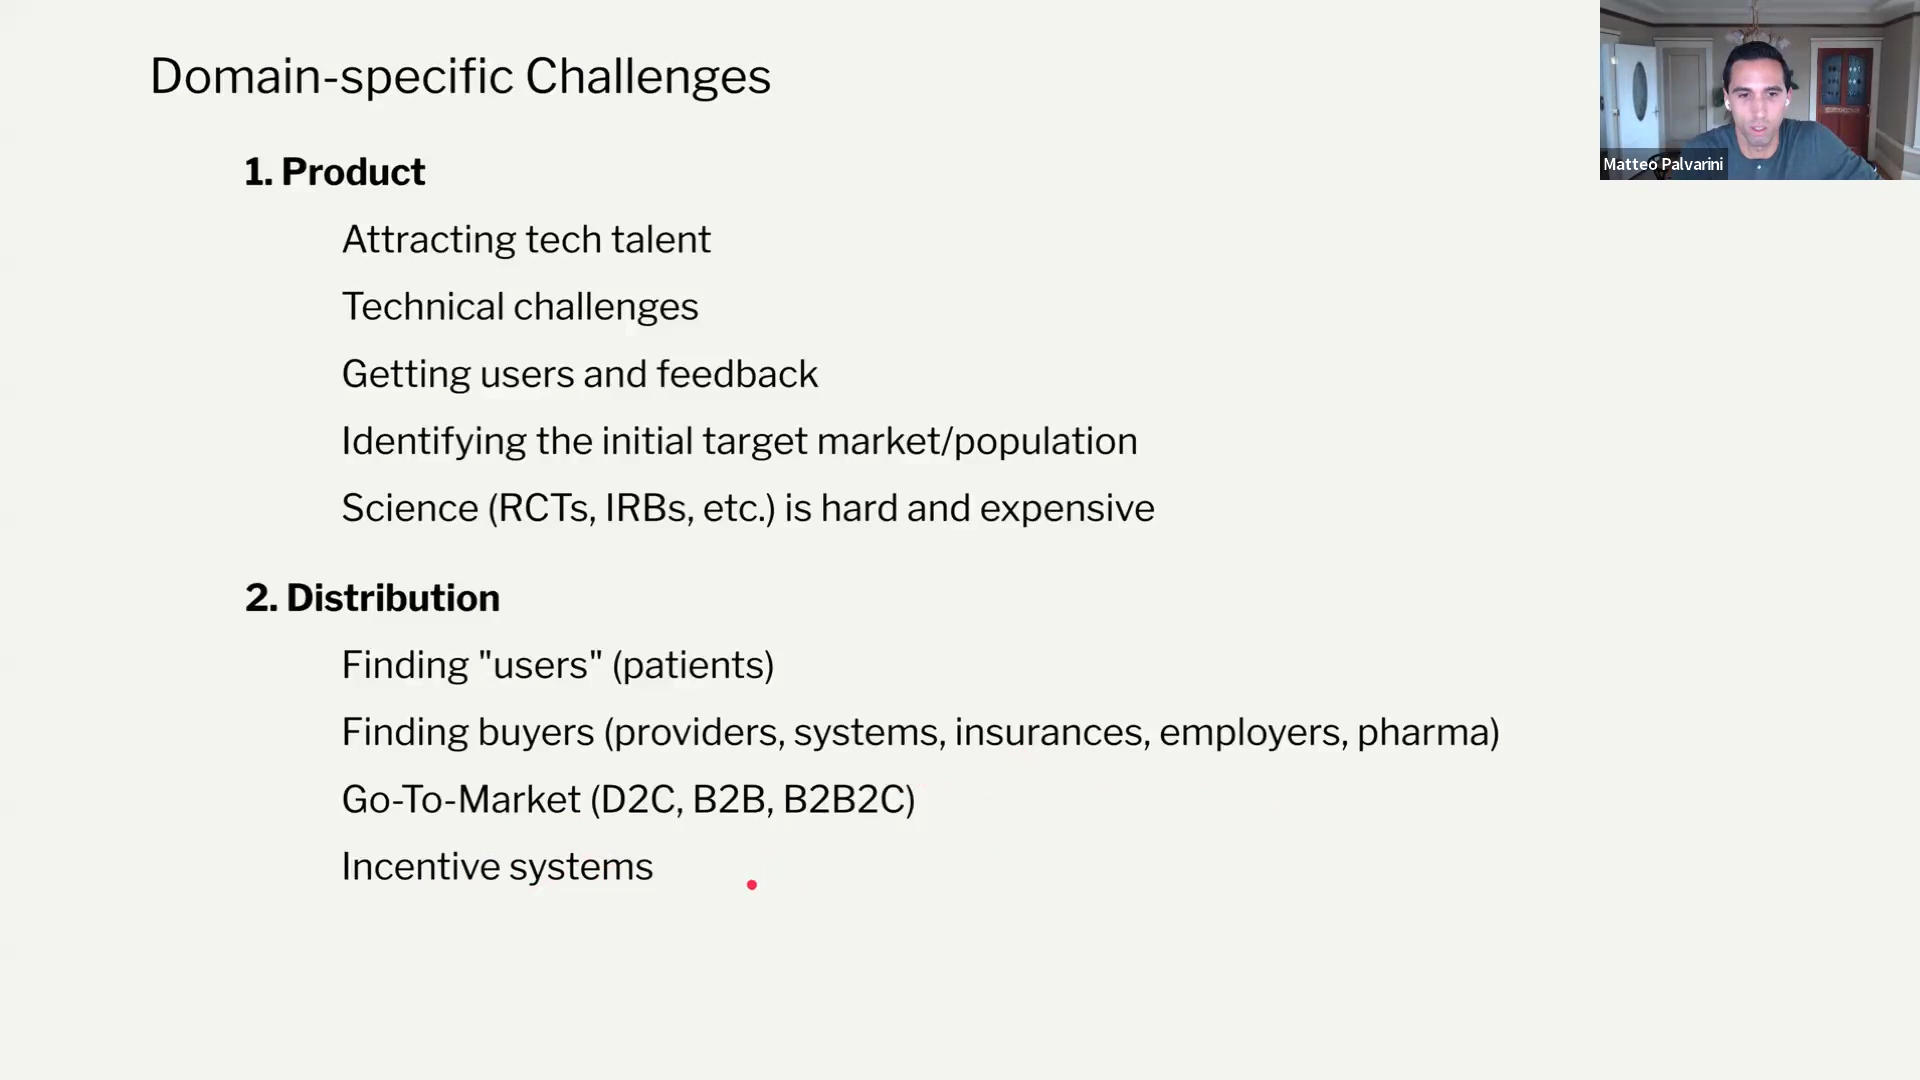 Domain-specific Challenges
Matteo Palvarini
1. Product
Attracting tech talent
Technical challenges
Getting users and feedback
Identifying the initial target market/population
Science (RCTs, IRBs, etc.) is hard and expensive
2. Distribution
Finding "users" (patients)
Finding buyers (providers, systems, insurances, employers, pharma)
Go-To-Market (D2C, B2B, B2B2C)
Incentive systems